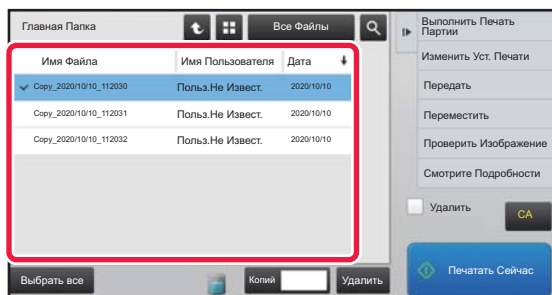 Главная Папка
Все Файлы
Имя Файла Имя Пользователя Дата
Copy_2020/10/10_112030 Польз.Не Извест. 2020/10/10
Copy_2020/10/10_112031 Польз.Не Извест. 2020/10/10
Copy_2020/10/10_112032 Польз.Не Извест. 2020/10/10
Выбрать все
Копий
Удалить
Выполнить Печать
Партии
Изменить Уст. Печати
Передать
Переместить
Проверить Изображение
Смотрите Подробности
Удалить
CA
Печатать Сейчас